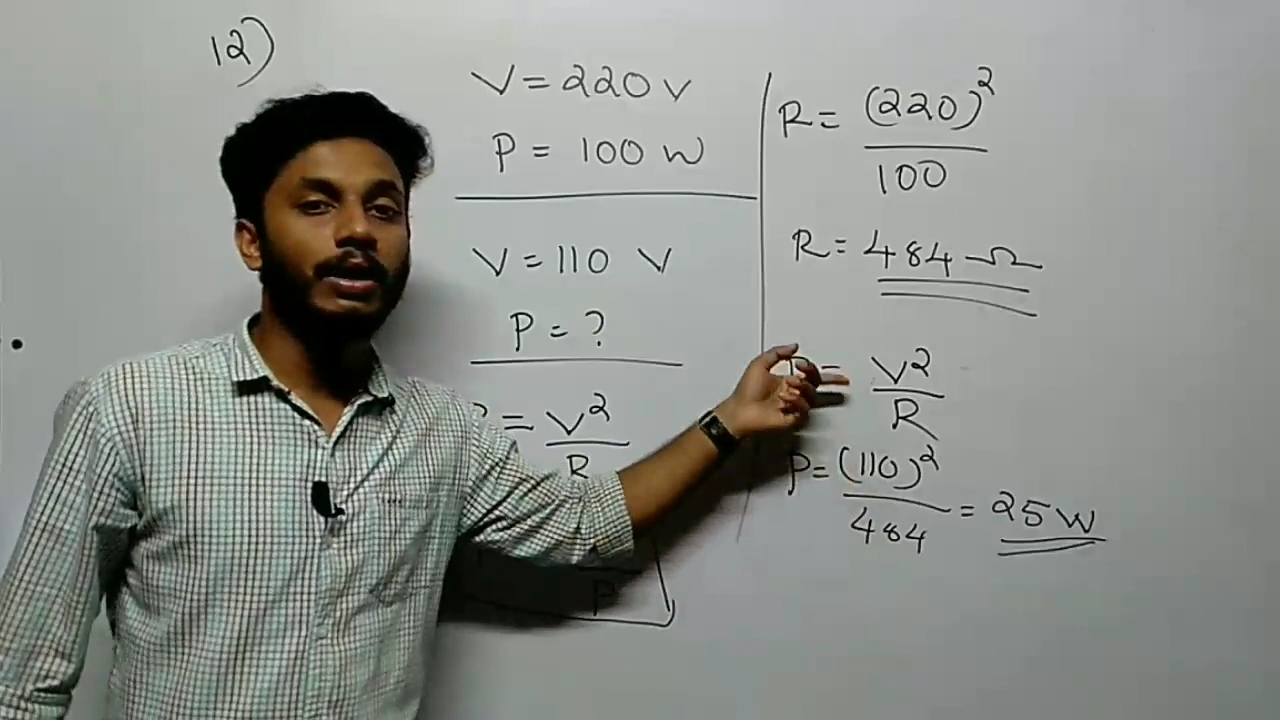 12)
V = 220 V
P = 100 W
V = 110 V
P = ?
= V²
R
P
R = (220)²
100
R = 484 Ω
= V²
R
P = (110)²
484 = 25 W